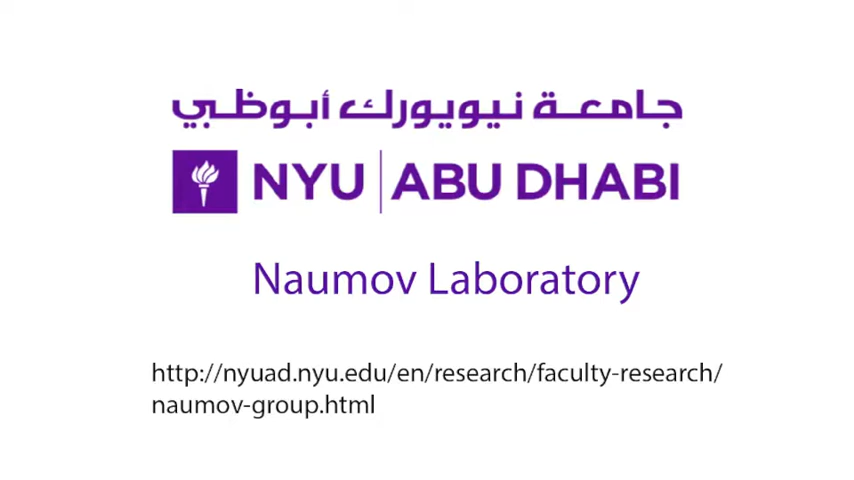 جامعة نيويورك أبوظبي
NYU | ABU DHABI
Naumov Laboratory
http://nyuad.nyu.edu/en/research/faculty-research/
naumov-group.html